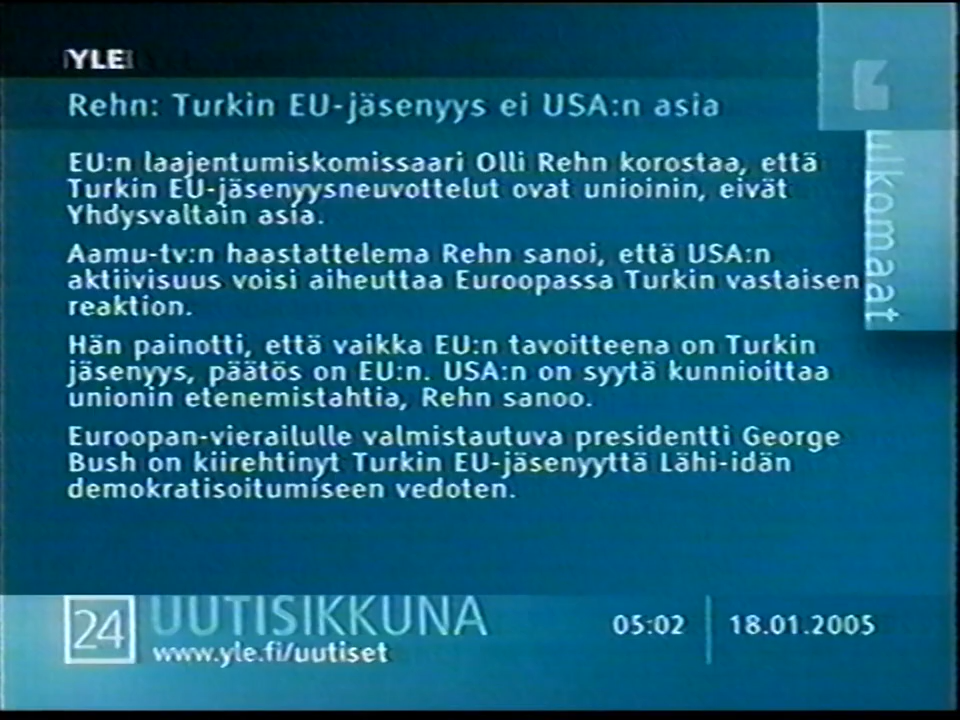 YLE
Rehn: Turkin EU-jäsenyys ei USA:n asia
ulkomaat
EU:n laajentumiskomissaari Olli Rehn korostaa, että
Turkin EU-jäsenyysneuvottelut ovat unioinin, eivät
Yhdysvaltain asia.
Aamu-tv:n haastattelema Rehn sanoi, että USA:n
aktiivisuus voisi aiheuttaa Euroopassa Turkin vastaisen
reaktion.
Hän painotti, että vaikka EU:n tavoitteena on Turkin
jäsenyys, päätös on EU:n. USA:n on syytä kunnioittaa
unionin etenemistahtia, Rehn sanoo.
Euroopan-vierailulle valmistautuva presidentti George
Bush on kiirehtinyt Turkin EU-jäsenyyttä Lähi-idän
demokratisoitumiseen vedoten.
24 UUTISIKKUNA
www.yle.fi/uutiset
05:02 18.01.2005